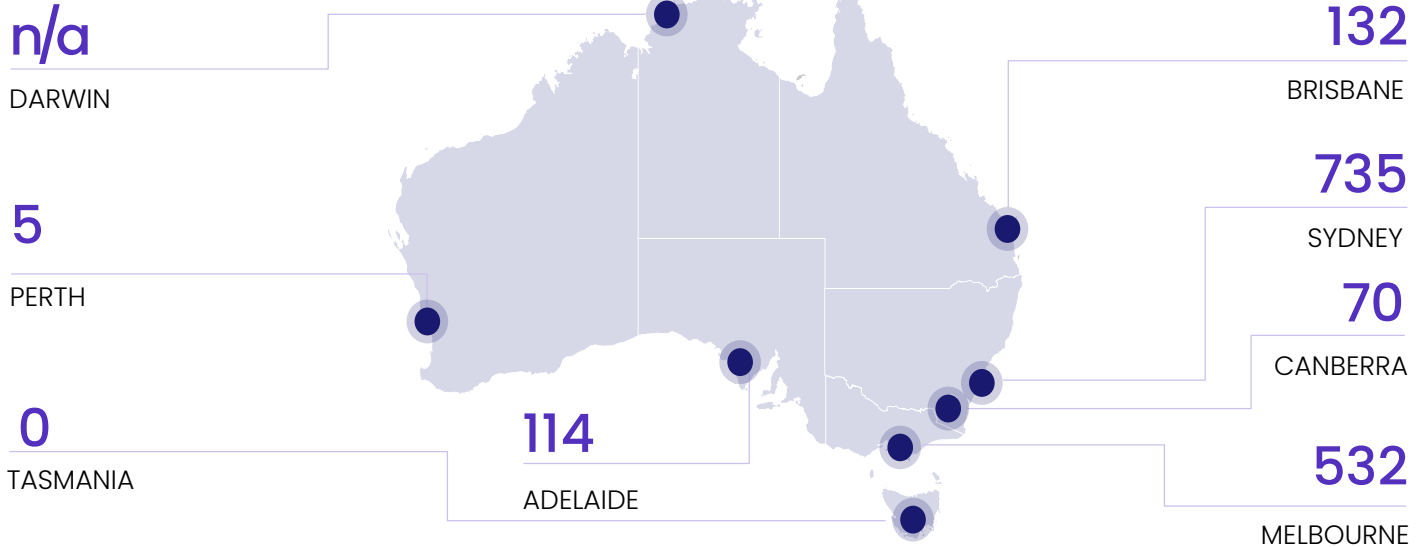 n/a
DARWIN
5
PERTH
0
TASMANIA
114
ADELAIDE
132
BRISBANE
735
SYDNEY
70
CANBERRA
532
MELBOURNE